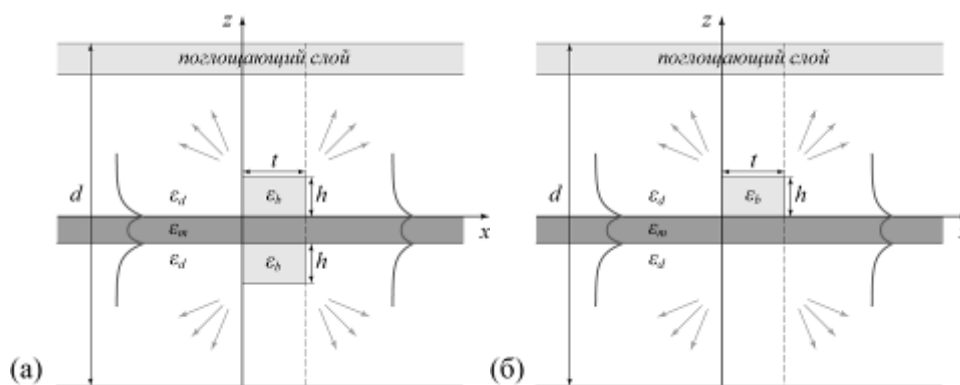 z
поглощающий слой
t
d
ε_d
ε_b
h
ε_m
x
ε_d
ε_b
h
(а)
z
поглощающий слой
t
d
ε_d
ε_b
h
ε_m
x
ε_d
(б)